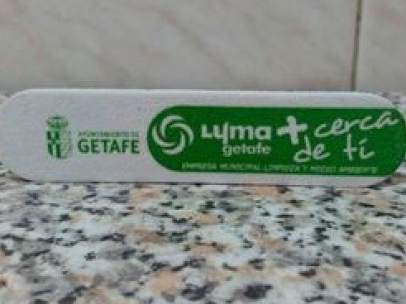 AYUNTAMIENTO DE
GETAFE
Lyma
getafe
+ cerca
de ti
EMPRESA MUNICIPAL LIMPIEZA Y MEDIO AMBIENTE